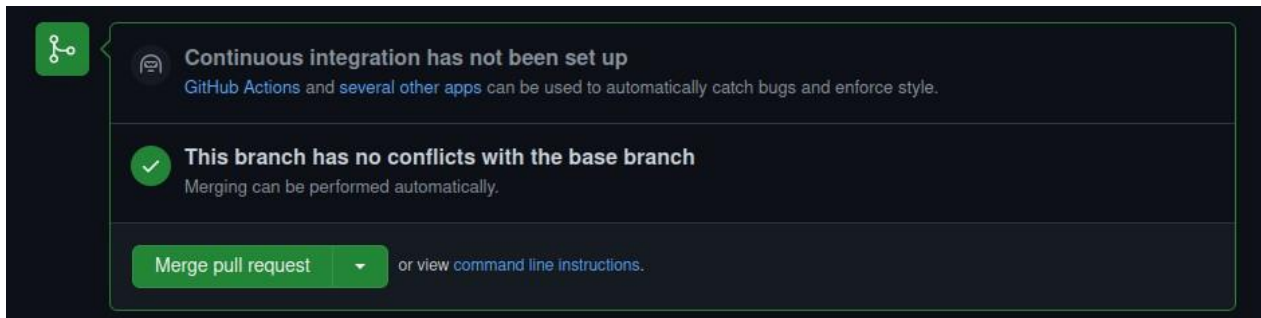 Continuous integration has not been set up
GitHub Actions and several other apps can be used to automatically catch bugs and enforce style.
This branch has no conflicts with the base branch
Merging can be performed automatically.
Merge pull request or view command line instructions.